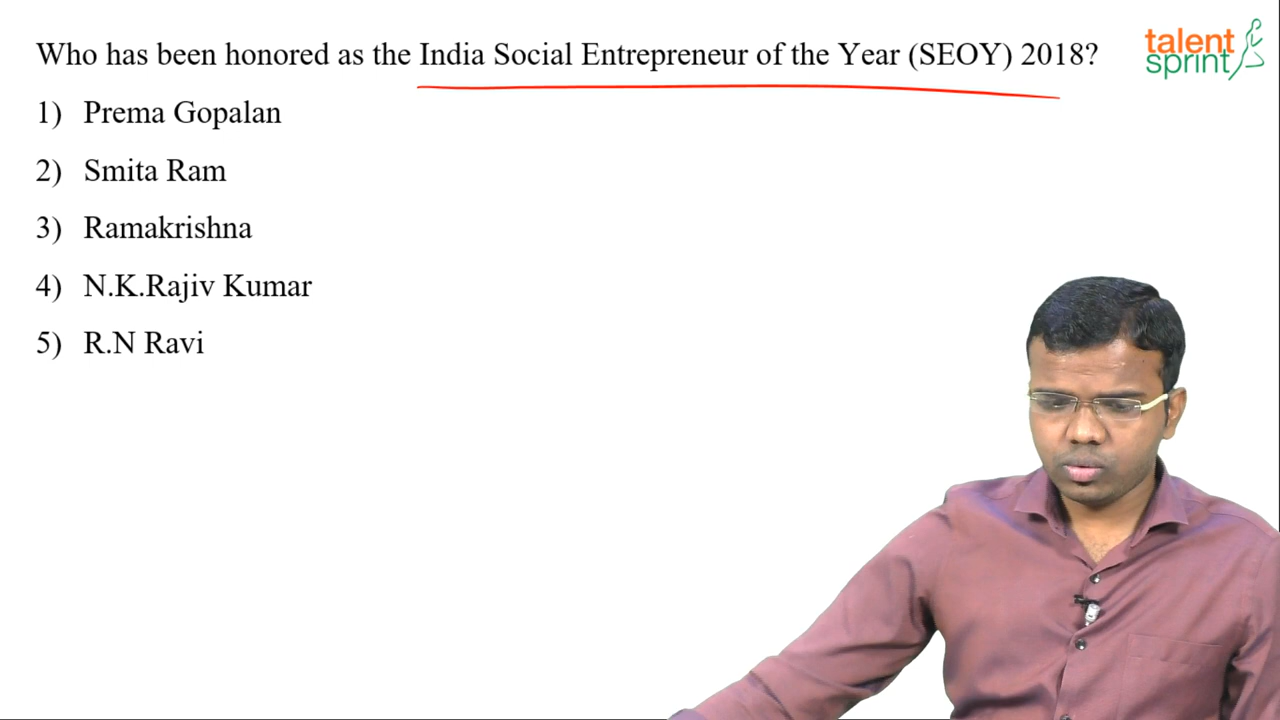 Who has been honored as the India Social Entrepreneur of the Year (SEOY) 2018?
talent
sprint
1) Prema Gopalan
2) Smita Ram
3) Ramakrishna
4) N.K.Rajiv Kumar
5) R.N Ravi